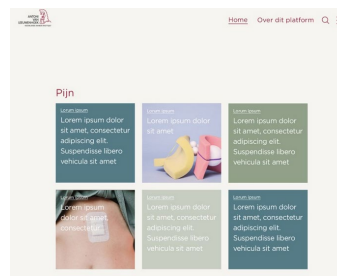 ANTONI
VAN
LEEUWENHOEK
Home
Over dit platform
Pijn
Lorem ipsum
Lorem ipsum dolor
sit amet, consectetur
adipiscing elit.
Suspendisse libero
vehicula sit amet
Lorem ipsum
Lorem ipsum dolor
sit amet
Lorem ipsum
Lorem ipsum dolor
sit amet, consectetur
adipiscing elit.
Suspendisse libero
vehicula sit amet
Lorem ipsum
Lorem ipsum
dolor sit amet,
consectetur
Lorem ipsum
Lorem ipsum dolor
sit amet, consectetur
adipiscing elit.
Suspendisse libero
vehicula sit amet
Lorem ipsum
Lorem ipsum dolor
sit amet, consectetur
adipiscing elit.
Suspendisse libero
vehicula sit amet